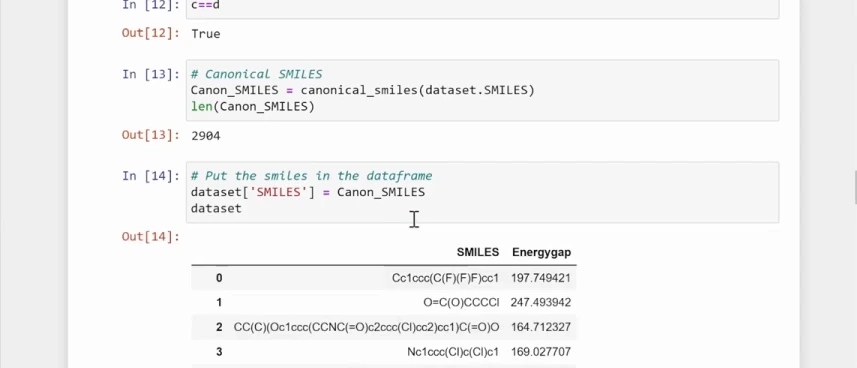 In [12]: c==d
Out[12]: True
In [13]: # Canonical SMILES
Canon_SMILES = canonical_smiles(dataset.SMILES)
len(Canon_SMILES)
Out[13]: 2904
In [14]: # Put the smiles in the dataframe
dataset['SMILES'] = Canon_SMILES
dataset
Out[14]:
SMILES Energygap
0 Cc1ccc(C(F)(F)F)cc1 197.749421
1 O=C(O)CCCCl 247.493942
2 CC(C)(Oc1ccc(CCNC(=O)c2ccc(Cl)cc2)cc1)C(=O)O 164.712327
3 Nc1ccc(Cl)c(Cl)c1 169.027707